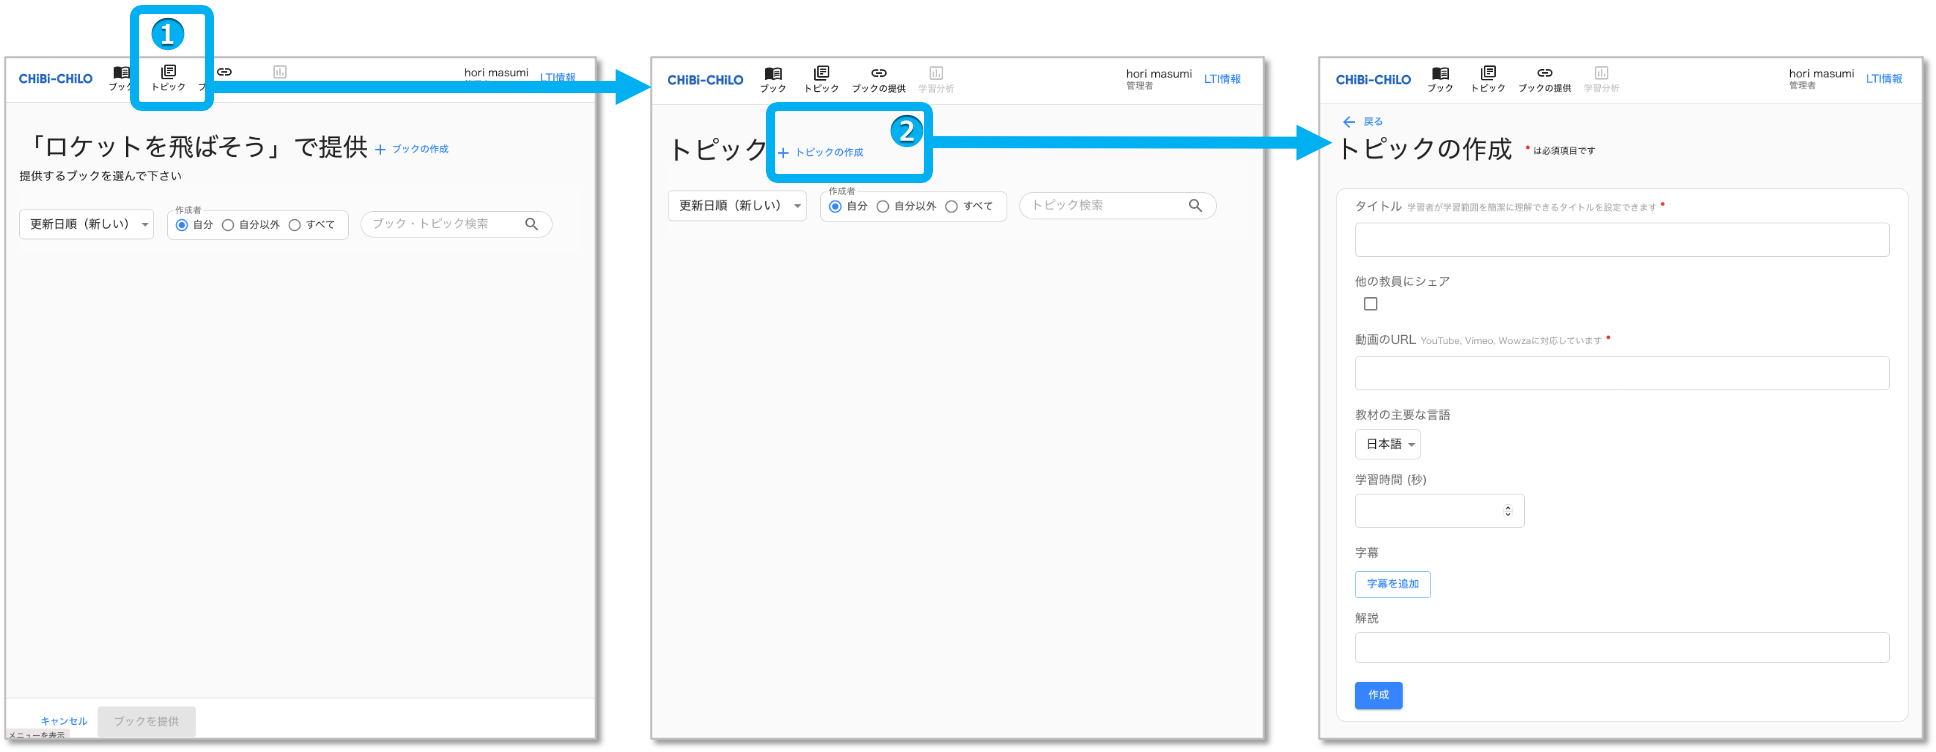 1
CHiBi-CHiLO
ブック
トピック
hori masumi
LTI情報
「ロケットを飛ばそう」で提供
+ ブックの作成
提供するブックを選んで下さい
更新日順（新しい）
作成者
自分
自分以外
すべて
ブック・トピック検索
キャンセル
ブックを提供
メニューを表示
CHiBi-CHiLO
ブック
トピック
ブックの提供
学習分析
hori masumi
管理者
LTI情報
2
トピック
+ トピックの作成
更新日順（新しい）
作成者
自分
自分以外
すべて
トピック検索
CHiBi-CHiLO
ブック
トピック
ブックの提供
学習分析
hori masumi
管理者
LTI情報
← 戻る
トピックの作成
* は必須項目です
タイトル 学習者が学習範囲を簡潔に理解できるタイトルを設定できます *
他の教員にシェア
動画のURL YouTube, Vimeo, Wowzaに対応しています *
教材の主要な言語
日本語
学習時間 (秒)
字幕
字幕を追加
解説
作成